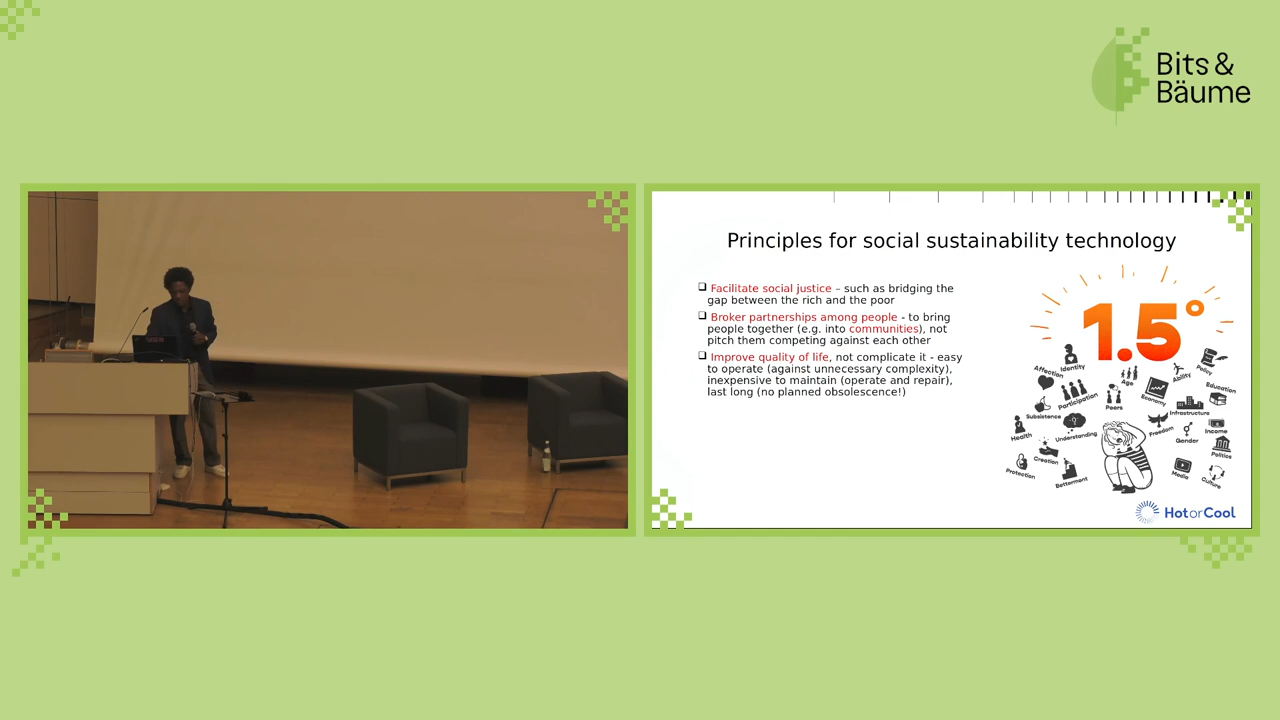 Bits &
Bäume
Principles for social sustainability technology
❑ Facilitate social justice – such as bridging the
gap between the rich and the poor
❑ Broker partnerships among people - to bring
people together (e.g. into communities), not
pitch them competing against each other
❑ Improve quality of life, not complicate it - easy
to operate (against unnecessary complexity),
inexpensive to maintain (operate and repair),
last long (no planned obsolescence!)
1.5°
Affection
Identity
Age
Ability
Policy
Education
Subsistence
Participation
Peers
Economy
Infrastructure
Health
Understanding
Freedom
Gender
Income
Politics
Creation
Protection
Betterment
Media
Culture
HotorCool